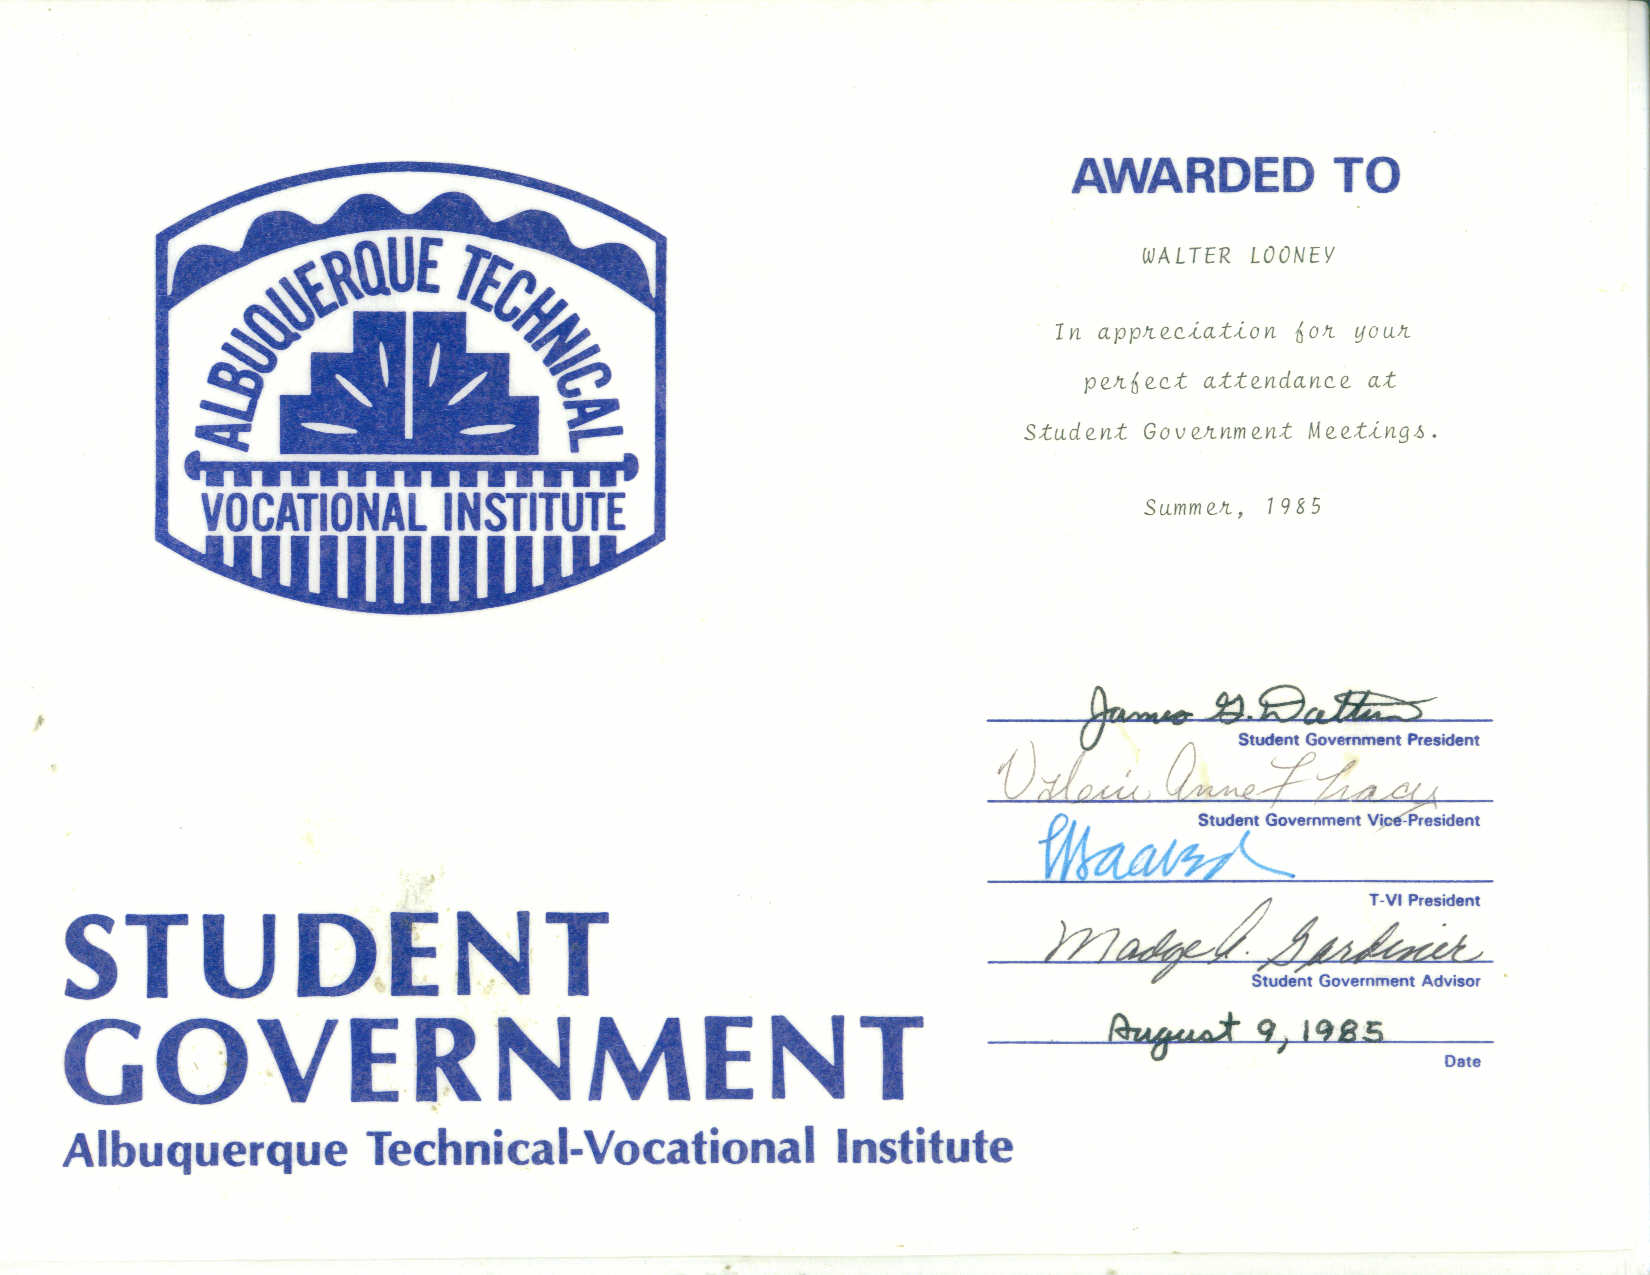 ALBUQUERQUE TECHNICAL
VOCATIONAL INSTITUTE
STUDENT
GOVERNMENT
Albuquerque Technical-Vocational Institute
AWARDED TO
WALTER LOONEY
In appreciation for your
perfect attendance at
Student Government Meetings.
Summer, 1985
James G.
Student Government President
Anne Tracy
Student Government Vice-President
T-VI President
Madge A. Gardiner
Student Government Advisor
August 9, 1985
Date